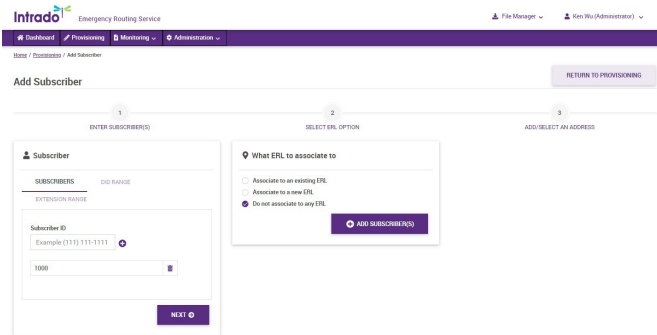 Intrado Emergency Routing Service
File Manager Ken Wu (Administrator)
Dashboard Provisioning Monitoring Administration
Home / Provisioning / Add Subscriber
Add Subscriber
RETURN TO PROVISIONING
1 2 3
ENTER SUBSCRIBER(S) SELECT ERL OPTION ADD/SELECT AN ADDRESS
Subscriber
SUBSCRIBERS DID RANGE
EXTENSION RANGE
Subscriber ID
Example (111) 111-1111
1000
NEXT
What ERL to associate to
Associate to an existing ERL
Associate to a new ERL
Do not associate to any ERL
ADD SUBSCRIBER(S)